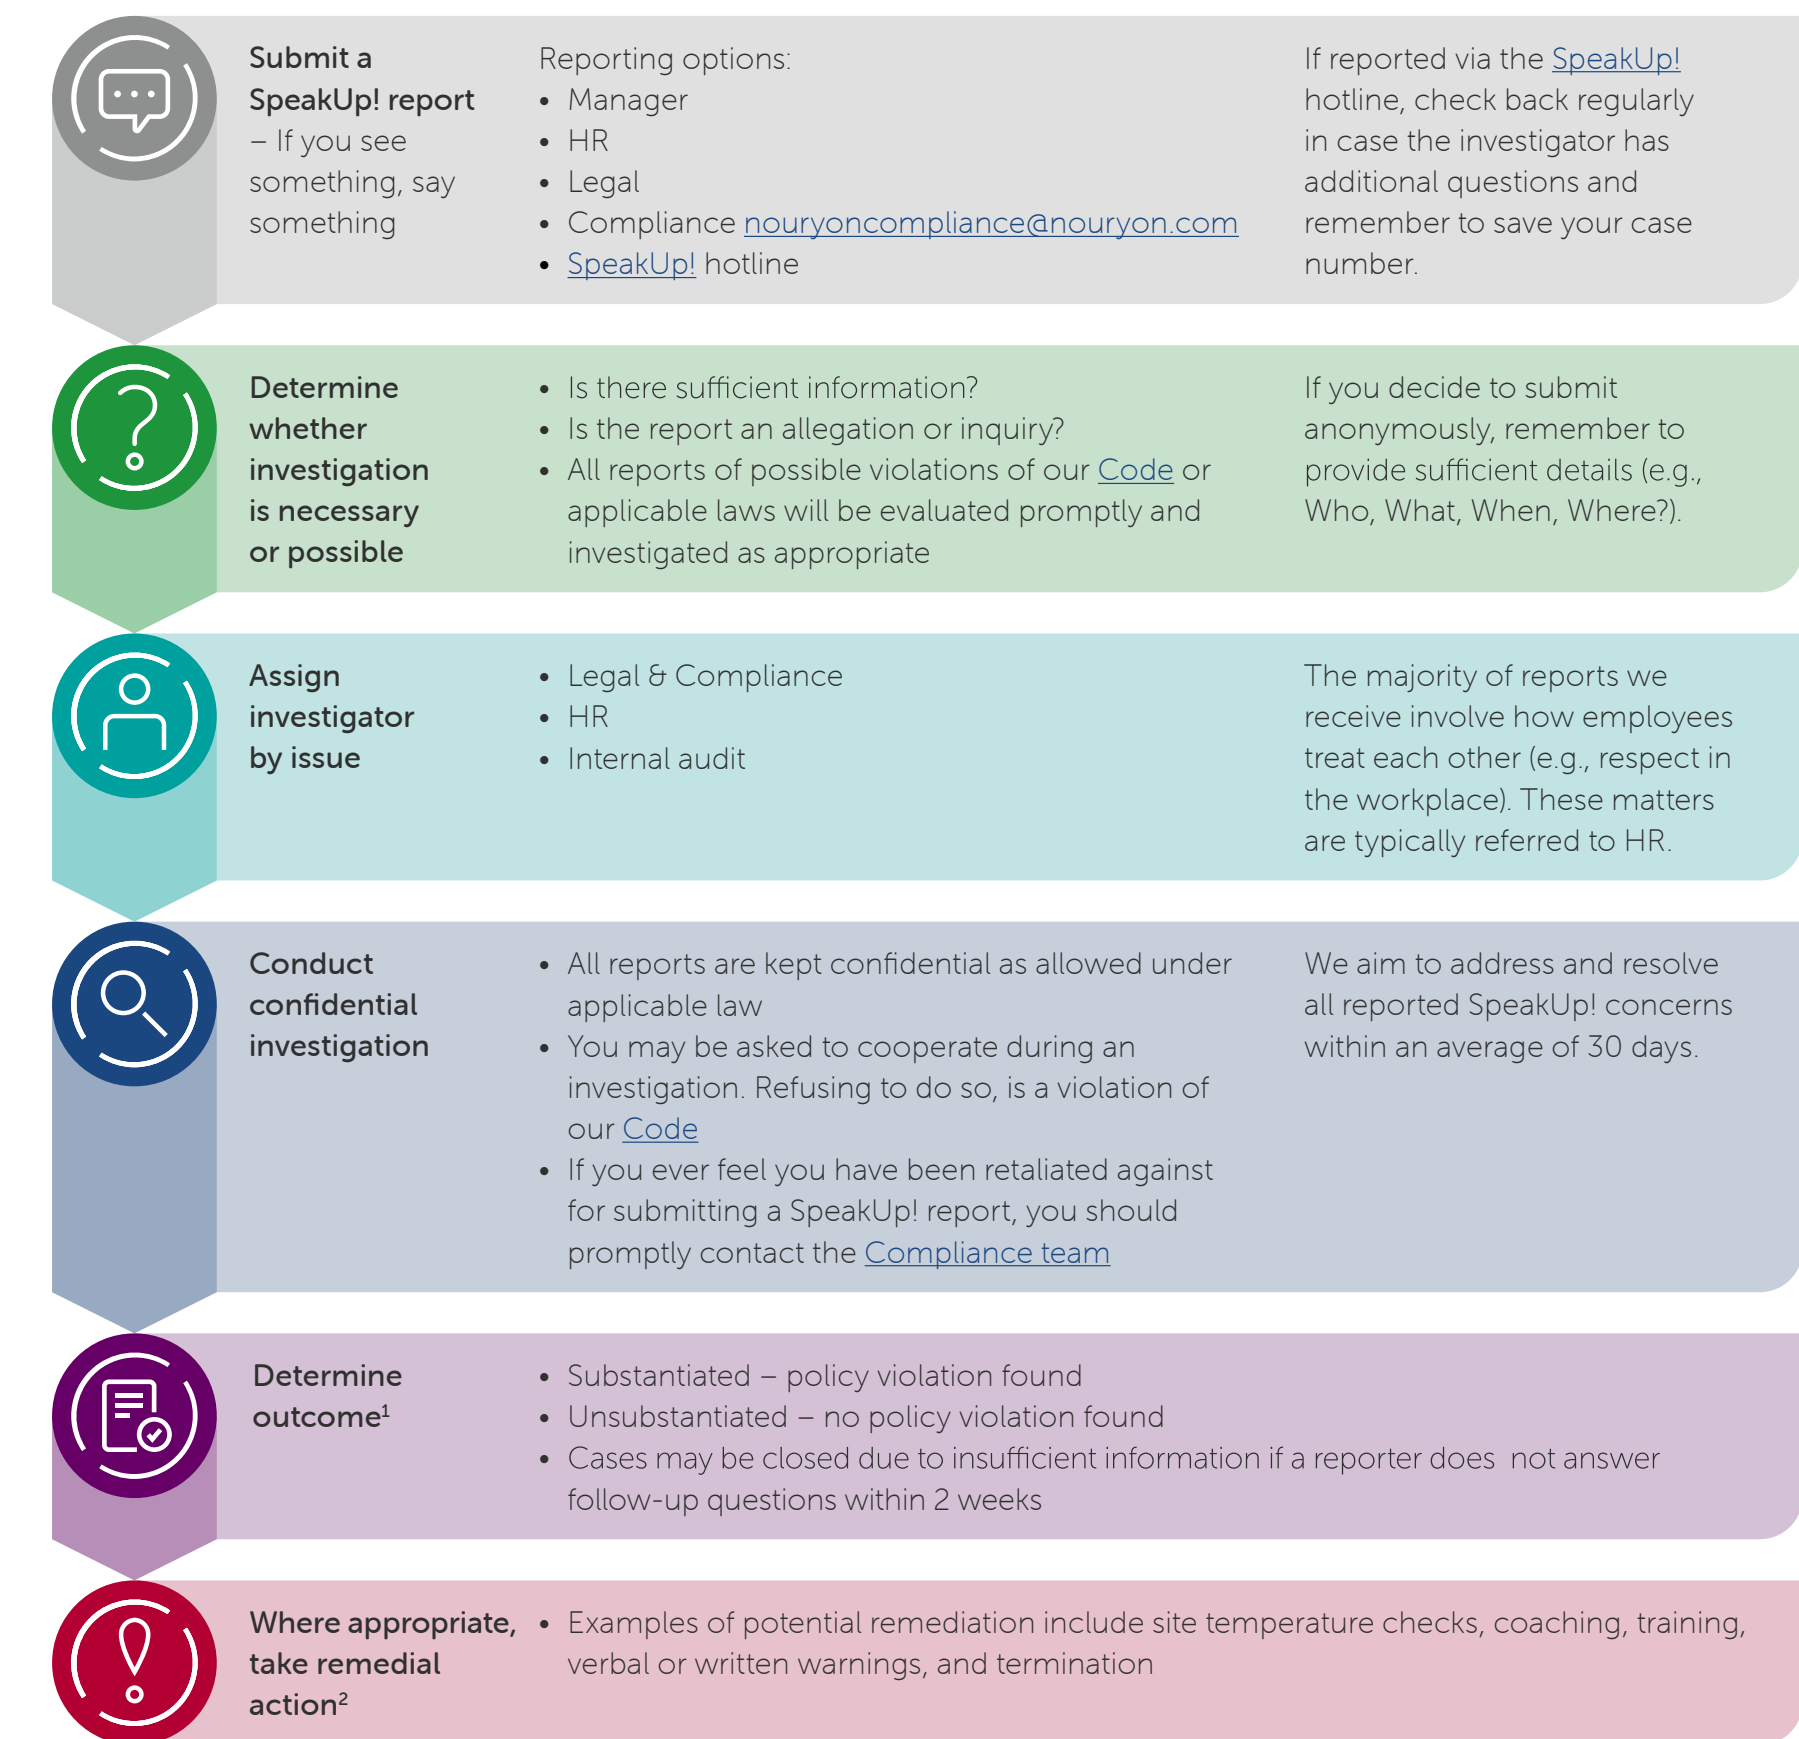 Submit a
SpeakUp! report
– If you see
something, say
something
Reporting options:
• Manager
• HR
• Legal
• Compliance nouryoncompliance@nouryon.com
• SpeakUp! hotline
If reported via the SpeakUp!
hotline, check back regularly
in case the investigator has
additional questions and
remember to save your case
number.
Determine
whether
investigation
is necessary
or possible
• Is there sufficient information?
• Is the report an allegation or inquiry?
• All reports of possible violations of our Code or
applicable laws will be evaluated promptly and
investigated as appropriate
If you decide to submit
anonymously, remember to
provide sufficient details (e.g.,
Who, What, When, Where?).
Assign
investigator
by issue
• Legal & Compliance
• HR
• Internal audit
The majority of reports we
receive involve how employees
treat each other (e.g., respect in
the workplace). These matters
are typically referred to HR.
Conduct
confidential
investigation
• All reports are kept confidential as allowed under
applicable law
• You may be asked to cooperate during an
investigation. Refusing to do so, is a violation of
our Code
• If you ever feel you have been retaliated against
for submitting a SpeakUp! report, you should
promptly contact the Compliance team
We aim to address and resolve
all reported SpeakUp! concerns
within an average of 30 days.
Determine
outcome¹
• Substantiated – policy violation found
• Unsubstantiated – no policy violation found
• Cases may be closed due to insufficient information if a reporter does  not answer
follow-up questions within 2 weeks
Where appropriate,
take remedial
action²
• Examples of potential remediation include site temperature checks, coaching, training,
verbal or written warnings, and termination